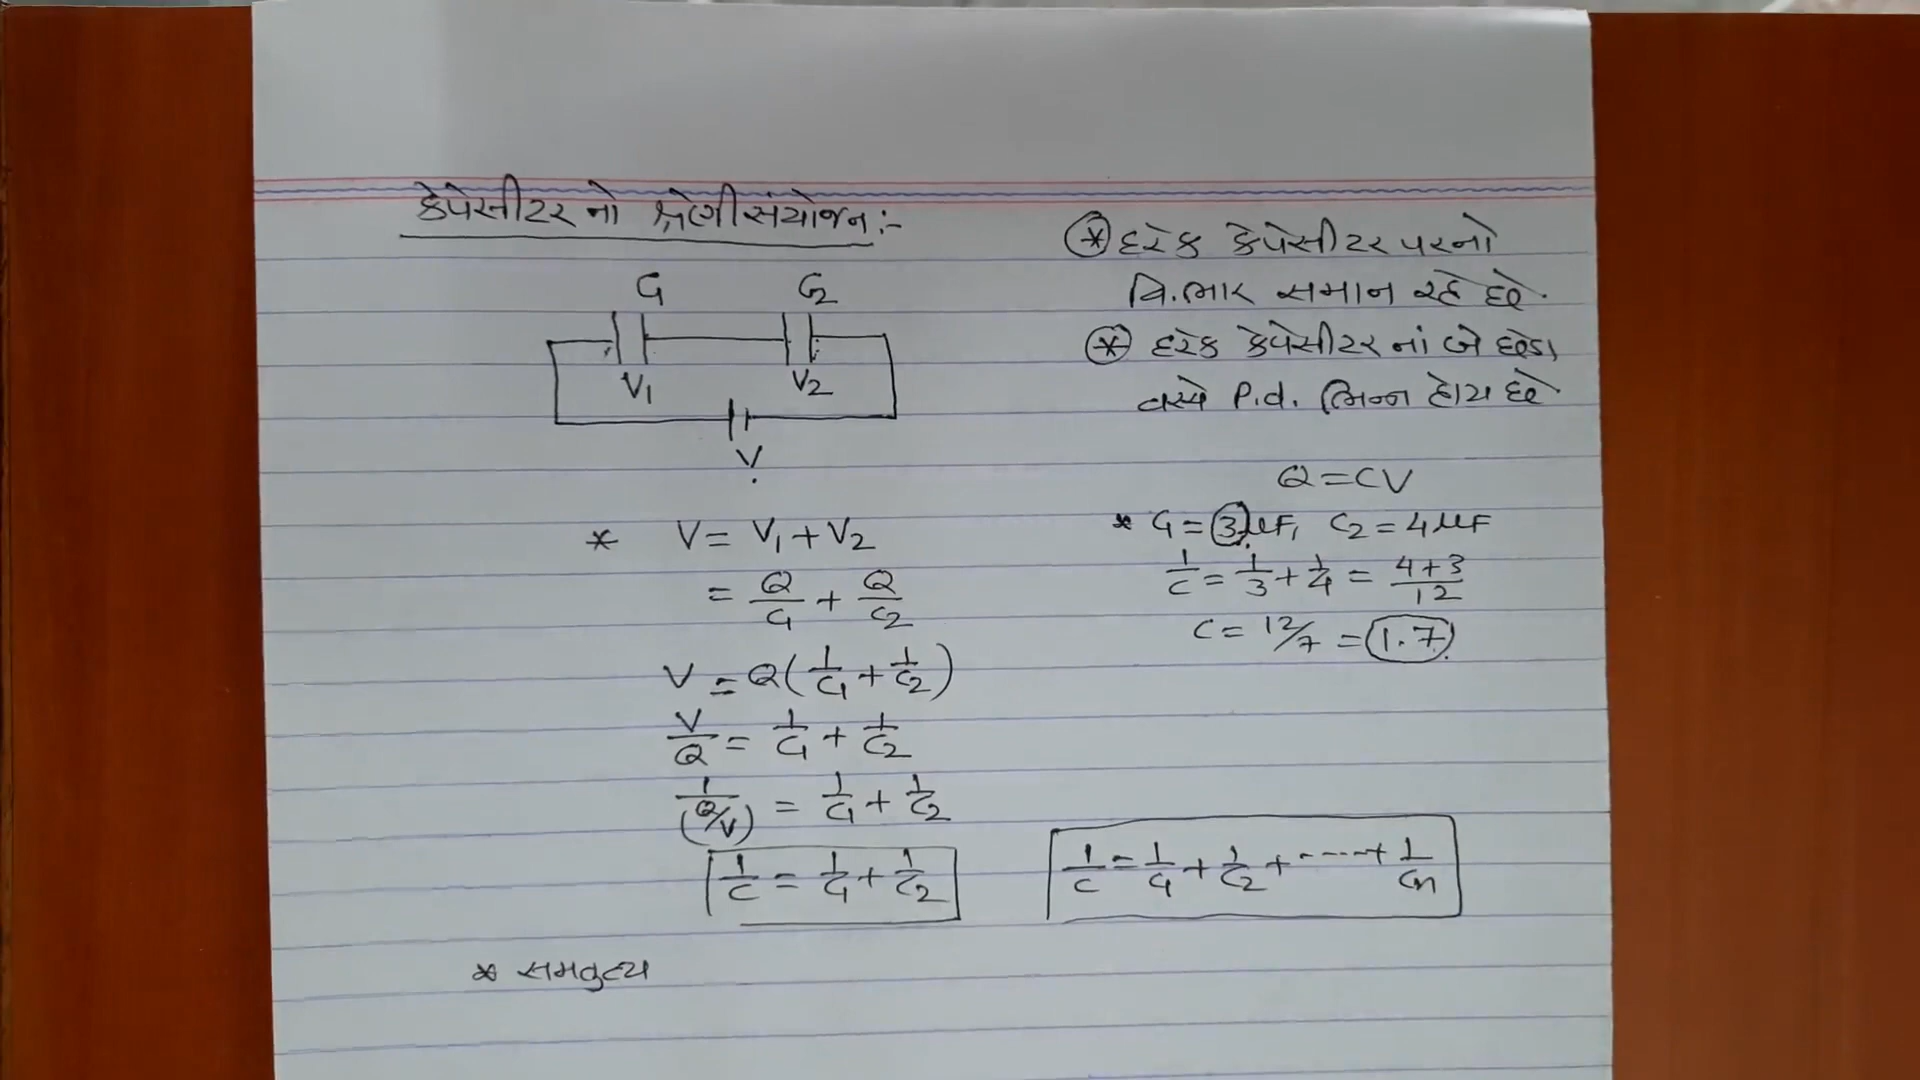 કેપેસીટર નો શ્રેણીસંયોજન:-
C1 C2
V1 V2
V
* V = V1 + V2
= Q/C1 + Q/C2
V = Q(1/C1 + 1/C2)
V/Q = 1/C1 + 1/C2
1/(Q/V) = 1/C1 + 1/C2
1/C = 1/C1 + 1/C2
* સમતુલ્ય
* દરેક કેપેસીટર પરનો
વિ.ભાર સમાન રહે છે.
* દરેક કેપેસીટર નાં બે છેડા
વચ્ચે P.d. ભિન્ન હોય છે.
Q = CV
* C1 = 3μF, C2 = 4μF
1/C = 1/3 + 1/4 = 4+3/12
C = 12/7 = 1.7
1/C = 1/C1 + 1/C2 + ----- + 1/Cn